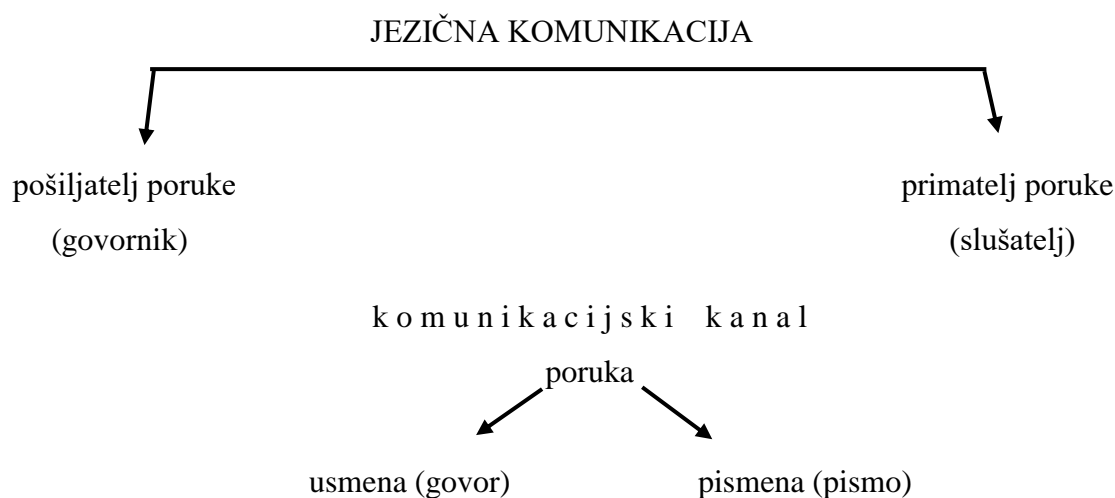 JEZIČNA KOMUNIKACIJA
pošiljatelj poruke primatelj poruke
(govornik) (slušatelj)
k o m u n i k a c i j s k i k a n a l
poruka
usmena (govor) pismena (pismo)